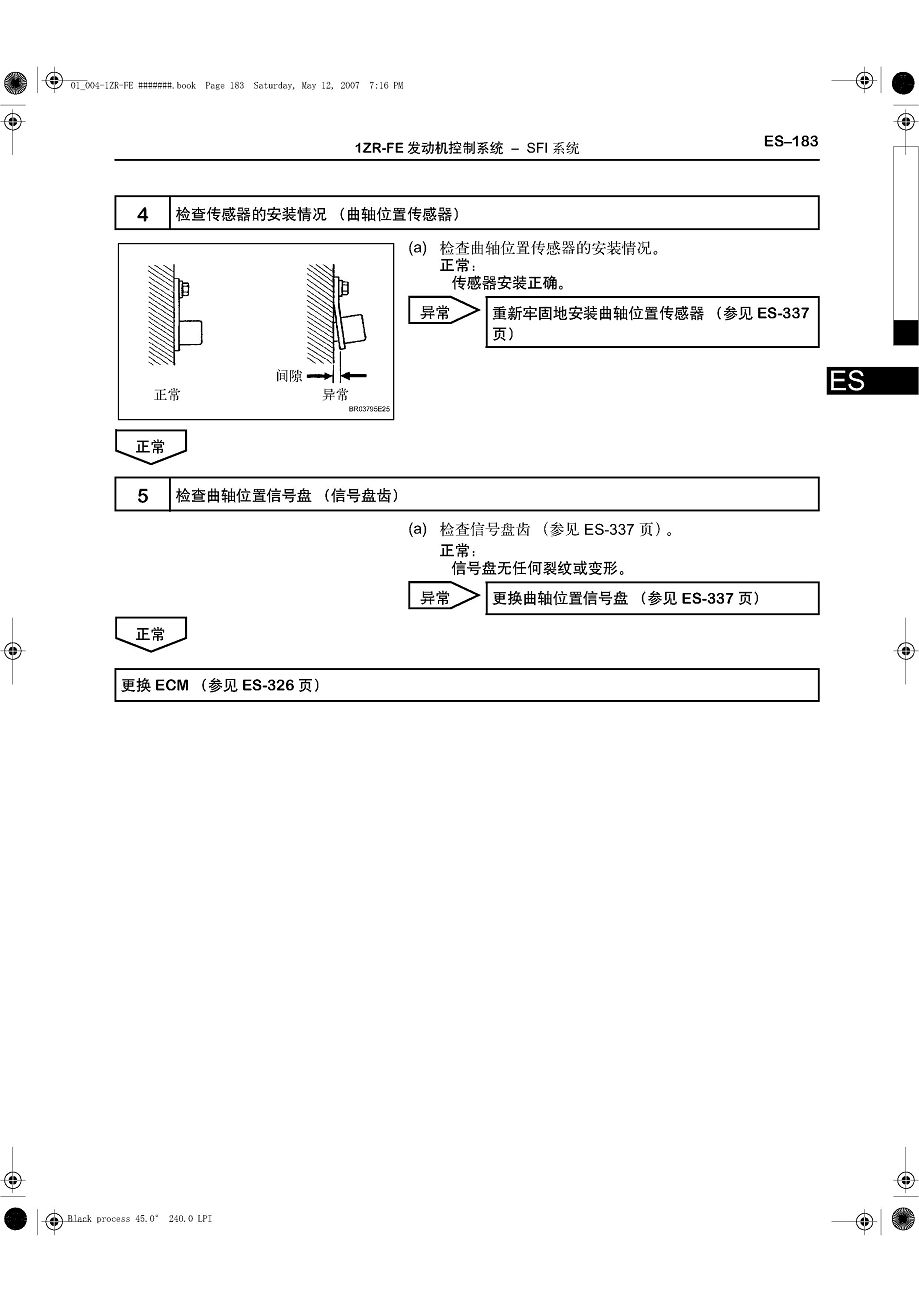 01_004-1ZR-FE #######.book Page 183 Saturday, May 12, 2007 7:16 PM
1ZR-FE 发动机控制系统 – SFI 系统
ES–183
4 检查传感器的安装情况 （曲轴位置传感器）
间隙
正常
异常
BR03795E25
(a) 检查曲轴位置传感器的安装情况。
正常：
传感器安装正确。
异常
重新牢固地安装曲轴位置传感器 （参见 ES-337
页）
ES
正常
5 检查曲轴位置信号盘 （信号盘齿）
(a) 检查信号盘齿 （参见 ES-337 页）。
正常：
信号盘无任何裂纹或变形。
异常
更换曲轴位置信号盘 （参见 ES-337 页）
正常
更换 ECM （参见 ES-326 页）
Black process 45.0° 240.0 LPI